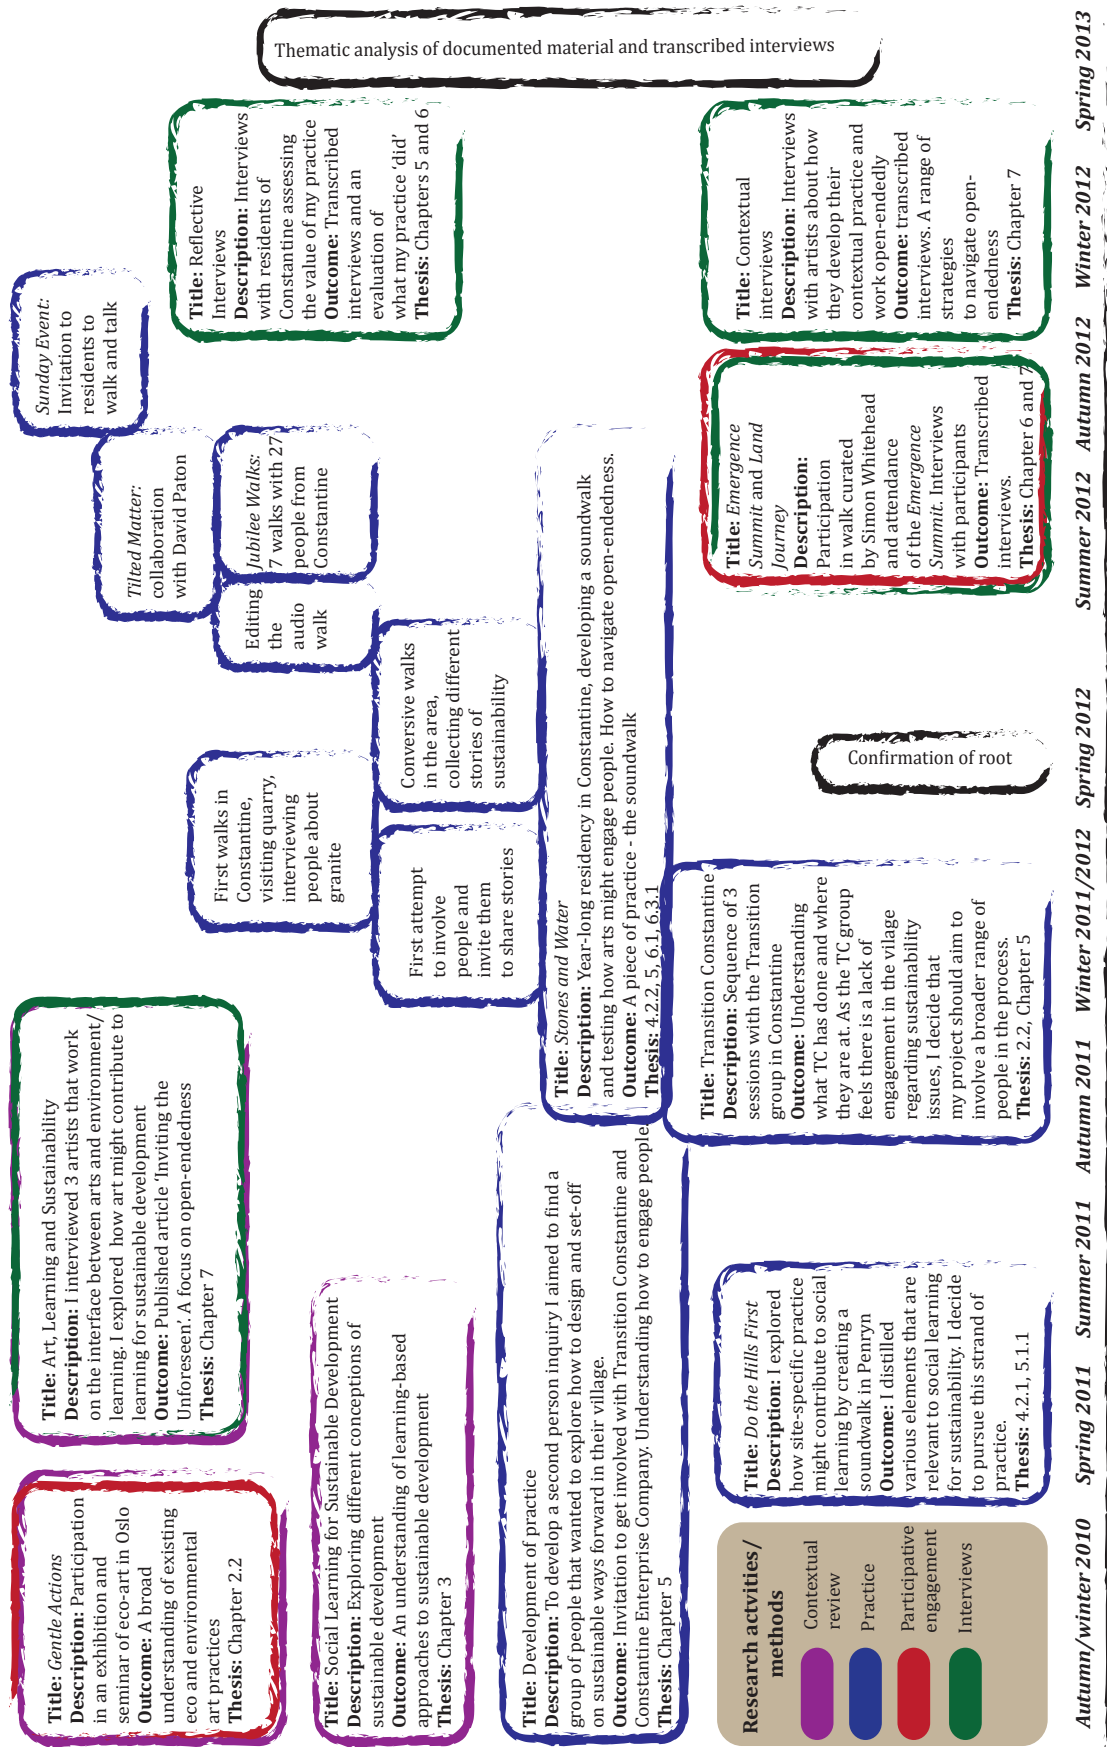 Title: Gentle Actions
Description: Participation
in an exhibition and
seminar of eco-art in Oslo
Outcome: A broad
understanding of existing
eco and environmental
art practices
Thesis: Chapter 2.2
Title: Art, Learning and Sustainability
Description: I interviewed 3 artists that work
on the interface between arts and environment/
learning. I explored how art might contribute to
learning for sustainable development
Outcome: Published article ‘Inviting the
Unforeseen’. A focus on open-endedness
Thesis: Chapter 7
Title: Social Learning for Sustainable Development
Description: Exploring different conceptions of
sustainable development
Outcome: An understanding of learning-based
approaches to sustainable development
Thesis: Chapter 3
Title: Development of practice
Description: To develop a second person inquiry I aimed to find a
group of people that wanted to explore how to design and set-off
on sustainable ways forward in their village.
Outcome: Invitation to get involved with Transition Constantine and
Constantine Enterprise Company. Understanding how to engage people
Thesis: Chapter 5
Title: Do the Hills First
Description: I explored
how site-specific practice
might contribute to social
learning by creating a
soundwalk in Penryn
Outcome: I distilled
various elements that are
relevant to social learning
for sustainability. I decide
to pursue this strand of
practice.
Thesis: 4.2.1, 5.1.1
First walks in
Constantine,
visiting quarry,
interviewing
people about
granite
First attempt
to involve
people and
invite them
to share stories
Conversive walks
in the area,
collecting different
stories of
sustainability
Editing
the
audio
walk
Jubilee Walks:
7 walks with 27
people from
Constantine
Tilted Matter:
collaboration
with David Paton
Sunday Event:
Invitation to
residents to
walk and talk
Title: Stones and Water
Description: Year-long residency in Constantine, developing a soundwalk
and testing how arts might engage people. How to navigate open-endedness.
Outcome: A piece of practice - the soundwalk
Thesis: 4.2.2, 5, 6.1, 6.3.1
Title: Transition Constantine
Description: Sequence of 3
sessions with the Transition
group in Constantine
Outcome: Understanding
what TC has done and where
they are at. As the TC group
feels there is a lack of
engagement in the vilage
regarding sustainability
issues, I decide that
my project should aim to
involve a broader range of
people in the process.
Thesis: 2.2, Chapter 5
Confirmation of root
Title: Emergence
Summit and Land
Journey
Description:
Participation
in walk curated
by Simon Whitehead
and attendance
of the Emergence
Summit. Interviews
with participants
Outcome: Transcribed
interviews.
Thesis: Chapter 6 and 7
Title: Reflective
Interviews
Description: Interviews
with residents of
Constantine assessing
the value of my practice
Outcome: Transcribed
interviews and an
evaluation of
what my practice ‘did’
Thesis: Chapters 5 and 6
Title: Contextual
interviews
Description: Interviews
with artists about how
they develop their
contextual practice and
work open-endedly
Outcome: transcribed
interviews. A range of
strategies
to navigate open-
endedness
Thesis: Chapter 7
Thematic analysis of documented material and transcribed interviews
Research actvities/
methods
Contextual
review
Practice
Participative
engagement
Interviews
Autumn/winter 2010
Spring 2011
Summer 2011
Autumn 2011
Winter 2011/2012
Spring 2012
Summer 2012
Autumn 2012
Winter 2012
Spring 2013